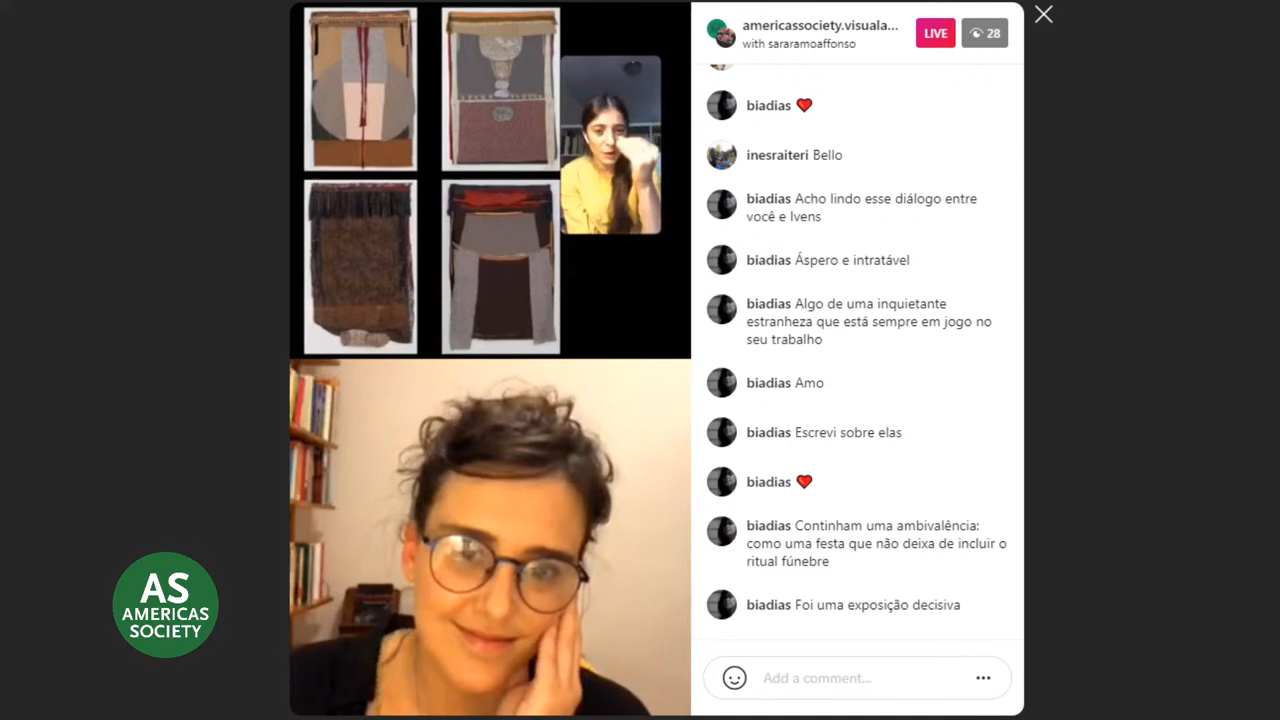 americassociety.visuala...
with sararamoaffonso
LIVE
28
biadias ❤️
inesraiteri Bello
biadias Acho lindo esse diálogo entre
você e Ivens
biadias Áspero e intratável
biadias Algo de uma inquietante
estranheza que está sempre em jogo no
seu trabalho
biadias Amo
biadias Escrevi sobre elas
biadias ❤️
biadias Continham uma ambivalência:
como uma festa que não deixa de incluir o
ritual fúnebre
biadias Foi uma exposição decisiva
Add a comment...
AS
AMERICAS
SOCIETY